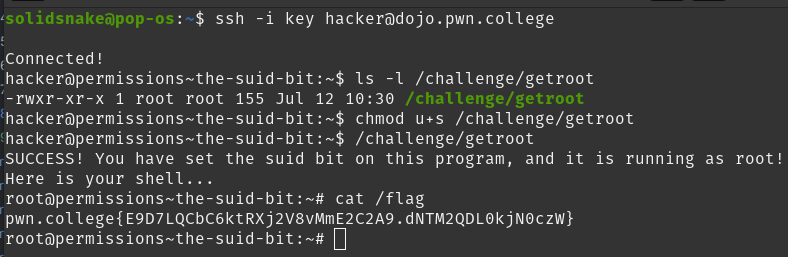 solidsnake@pop-os:~$ ssh -i key hacker@dojo.pwn.college
Connected!
hacker@permissions~the-suid-bit:~$ ls -l /challenge/getroot
-rwxr-xr-x 1 root root 155 Jul 12 10:30 /challenge/getroot
hacker@permissions~the-suid-bit:~$ chmod u+s /challenge/getroot
hacker@permissions~the-suid-bit:~$ /challenge/getroot
SUCCESS! You have set the suid bit on this program, and it is running as root!
Here is your shell...
root@permissions~the-suid-bit:~# cat /flag
pwn.college{E9D7LQCbC6ktRXj2V8vMmE2C2A9.dNTM2QDL0kjN0czW}
root@permissions~the-suid-bit:~#